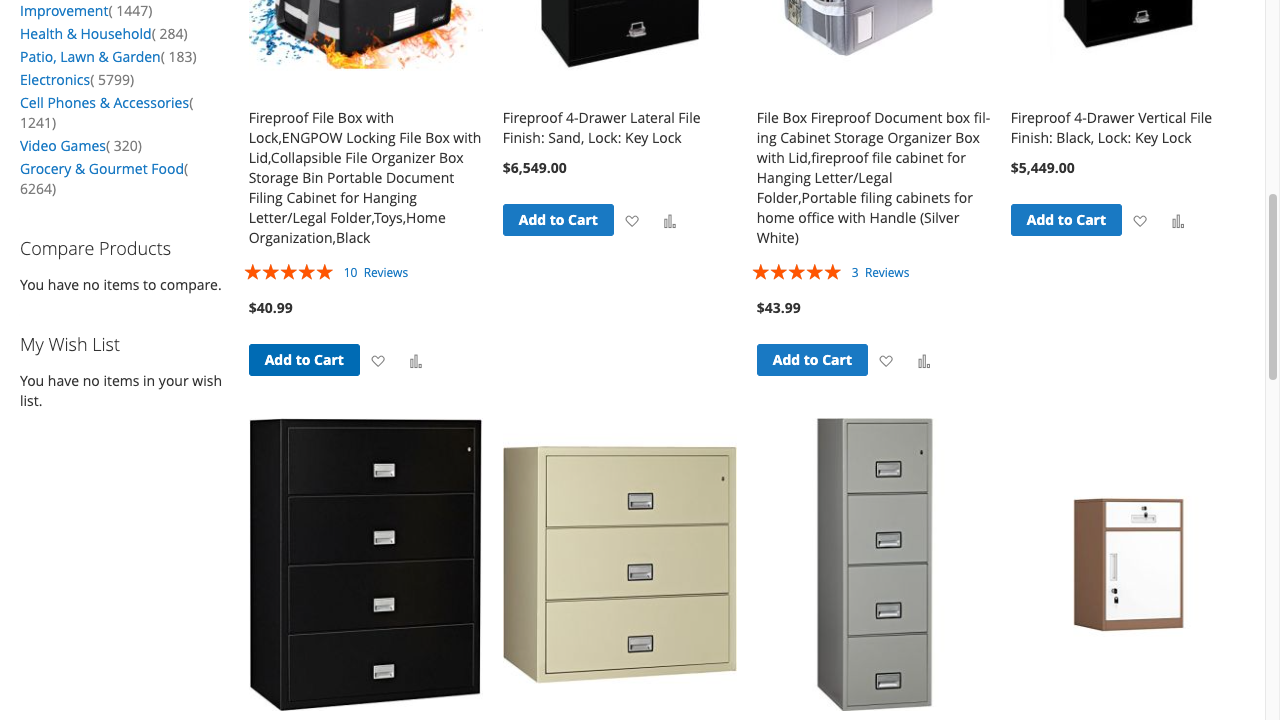 Improvement( 1447)
Health & Household( 284)
Patio, Lawn & Garden( 183)
Electronics( 5799)
Cell Phones & Accessories(
1241)
Video Games( 320)
Grocery & Gourmet Food(
6264)
Compare Products
You have no items to compare.
My Wish List
You have no items in your wish
list.
Fireproof File Box with
Lock,ENGPOW Locking File Box with
Lid,Collapsible File Organizer Box
Storage Bin Portable Document
Filing Cabinet for Hanging
Letter/Legal Folder,Toys,Home
Organization,Black
10 Reviews
$40.99
Add to Cart
Fireproof 4-Drawer Lateral File
Finish: Sand, Lock: Key Lock
$6,549.00
Add to Cart
File Box Fireproof Document box fil-
ing Cabinet Storage Organizer Box
with Lid,fireproof file cabinet for
Hanging Letter/Legal
Folder,Portable filing cabinets for
home office with Handle (Silver
White)
3 Reviews
$43.99
Add to Cart
Fireproof 4-Drawer Vertical File
Finish: Black, Lock: Key Lock
$5,449.00
Add to Cart